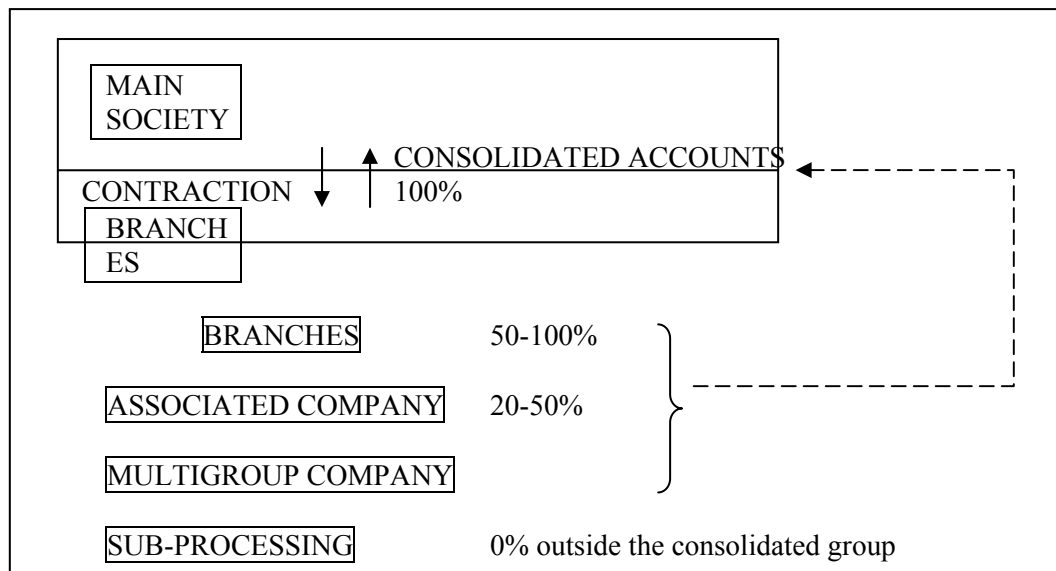 MAIN
SOCIETY
CONSOLIDATED ACCOUNTS
CONTRACTION 100%
BRANCH
ES
BRANCHES 50-100%
ASSOCIATED COMPANY 20-50%
MULTIGROUP COMPANY
SUB-PROCESSING 0% outside the consolidated group